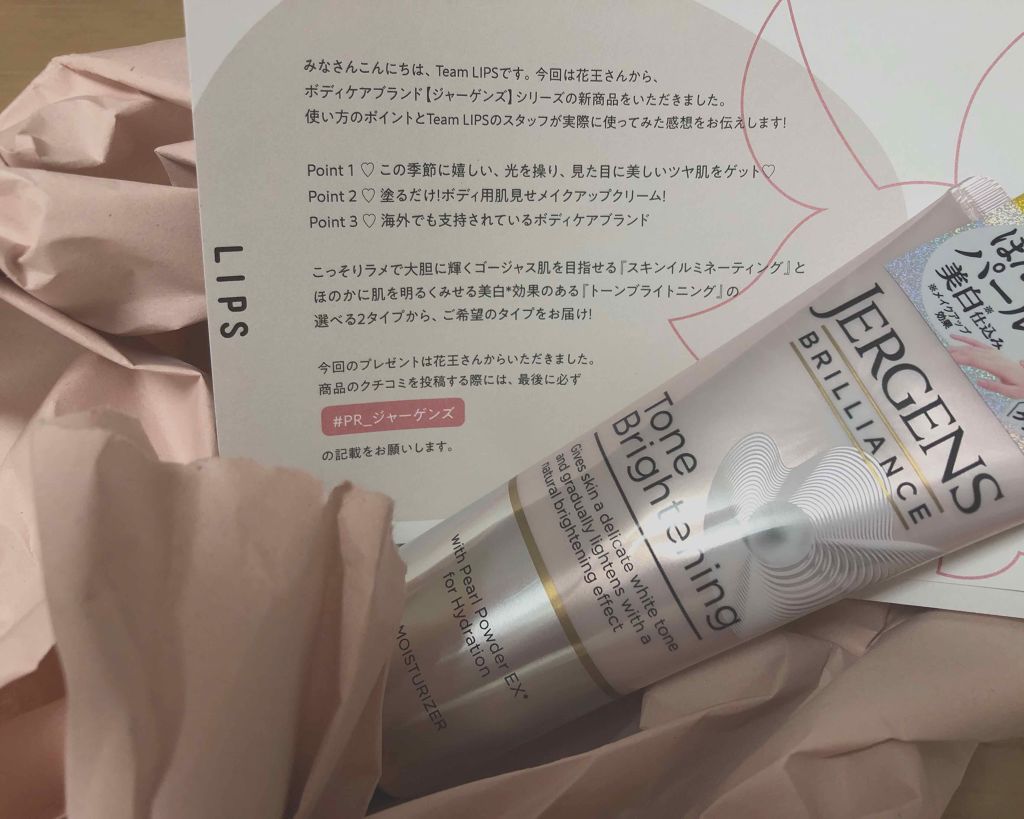 みなさんこんにちは、Team LIPSです。今回は花王さんから、
ボディケアブランド【ジャーゲンズ】シリーズの新商品をいただきました。
使い方のポイントとTeam LIPSのスタッフが実際に使ってみた感想をお伝えします!
Point 1 ♡ この季節に嬉しい、光を操り、見た目に美しいツヤ肌をゲット♡
Point 2 ♡ 塗るだけ!ボディ用肌見せメイクアップクリーム!
Point 3 ♡ 海外でも支持されているボディケアブランド
こっそりラメで大胆に輝くゴージャス肌を目指せる『スキンイルミネーティング』と
ほのかに肌を明るくみせる美白*効果のある『トーンブライトニング』の
選べる2タイプから、ご希望のタイプをお届け!
今回のプレゼントは花王さんからいただきました。
商品のクチコミを投稿する際には、最後に必ず
#PR_ジャーゲンズ
の記載をお願いします。
LIPS
JERGENS
BRILLIANCE
Tone
Brightening
Gives skin a delicate white tone
and gradually lightens with a
natural brightening effect
with Pearl Powder EX*
for Hydration
MOISTURIZER
パール
美白※仕込み
※メイクアップ
効果